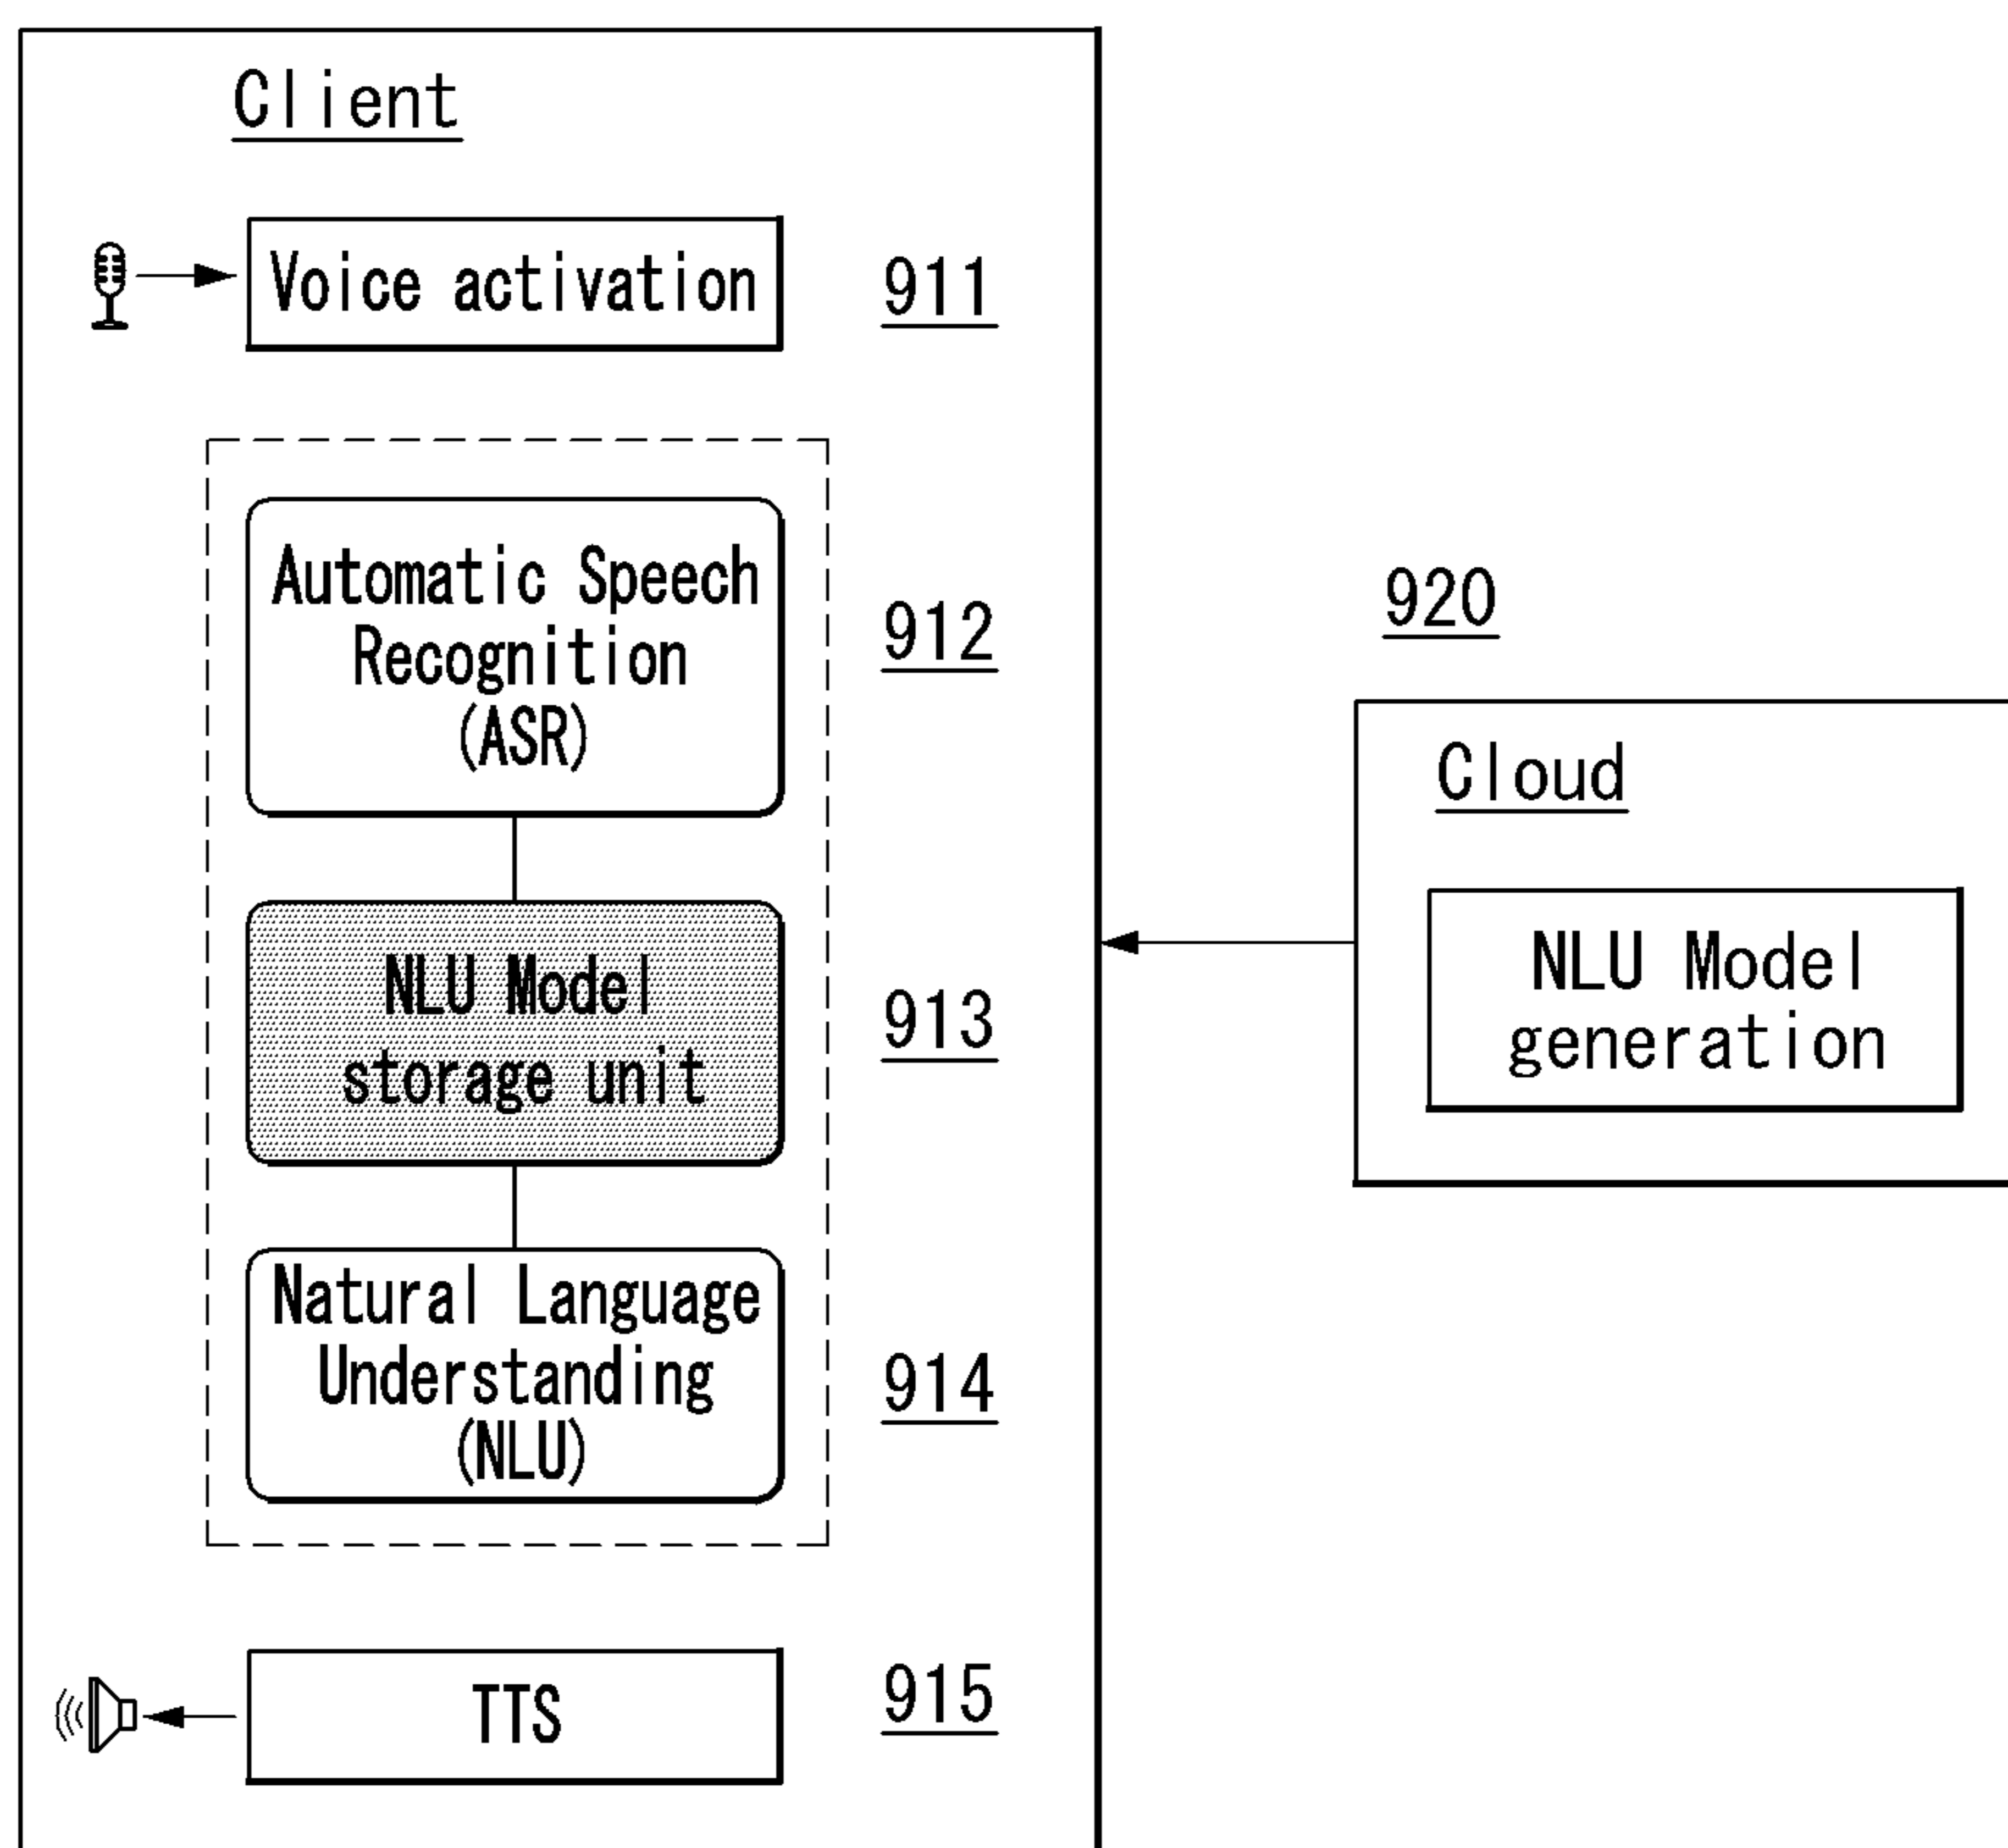 Client
Voice activation
911
Automatic Speech
Recognition
(ASR)
912
NLU Model
storage unit
913
Natural Language
Understanding
(NLU)
914
TTS
915
920
Cloud
NLU Model
generation